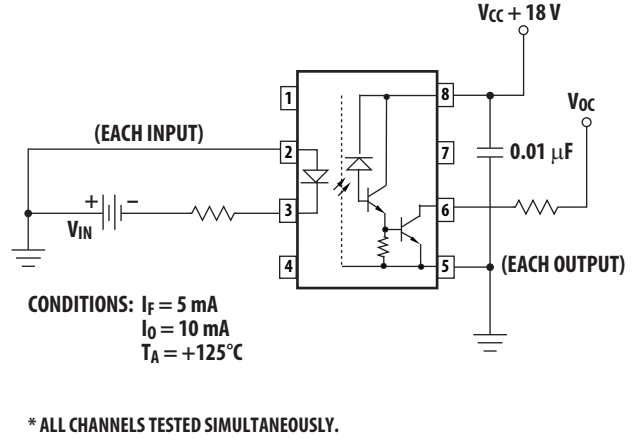 VCC + 18 V
VOC
1
8
(EACH INPUT)
2
7
0.01 μF
+
−
VIN
3
6
4
5
(EACH OUTPUT)
CONDITIONS: IF = 5 mA
IO = 10 mA
TA = +125°C
* ALL CHANNELS TESTED SIMULTANEOUSLY.